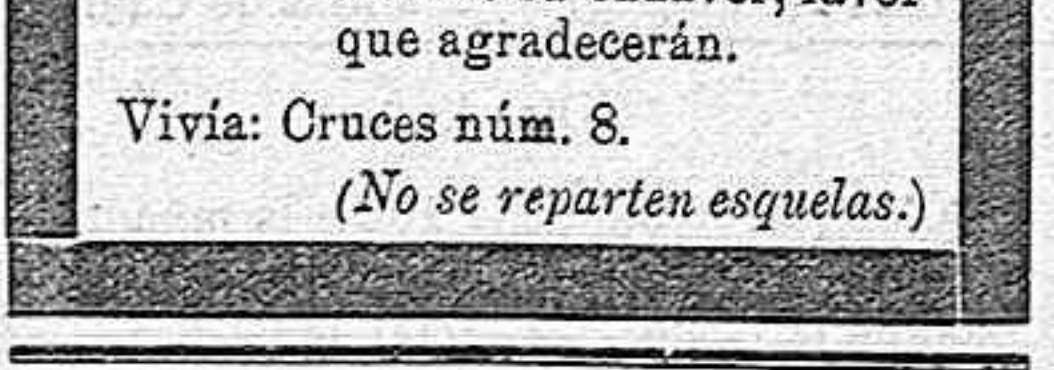 que agradecerán.
Vivía: Cruces núm. 8.
(No se reparten esquelas.)